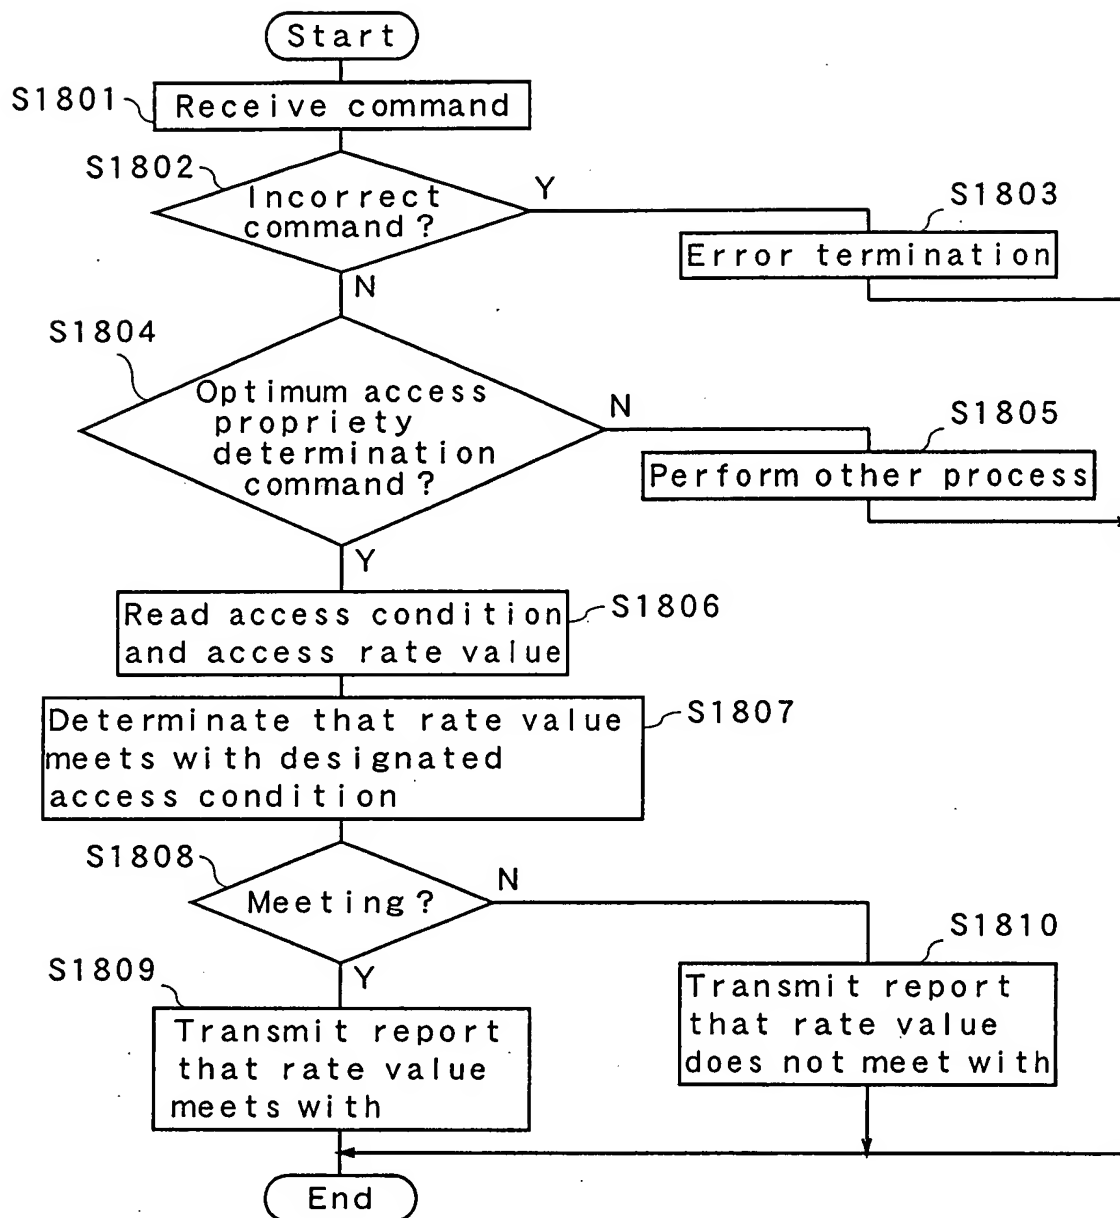 Start
S1801
Receive command
S1802
Incorrect
command?
Y
S1803
Error termination
N
S1804
Optimum access
propriety
determination
command?
N
S1805
Perform other process
Y
Read access condition
and access rate value
S1806
Determinate that rate value
meets with designated
access condition
S1807
S1808
Meeting?
N
S1810
Transmit report
that rate value
does not meet with
S1809
Y
Transmit report
that rate value
meets with
End